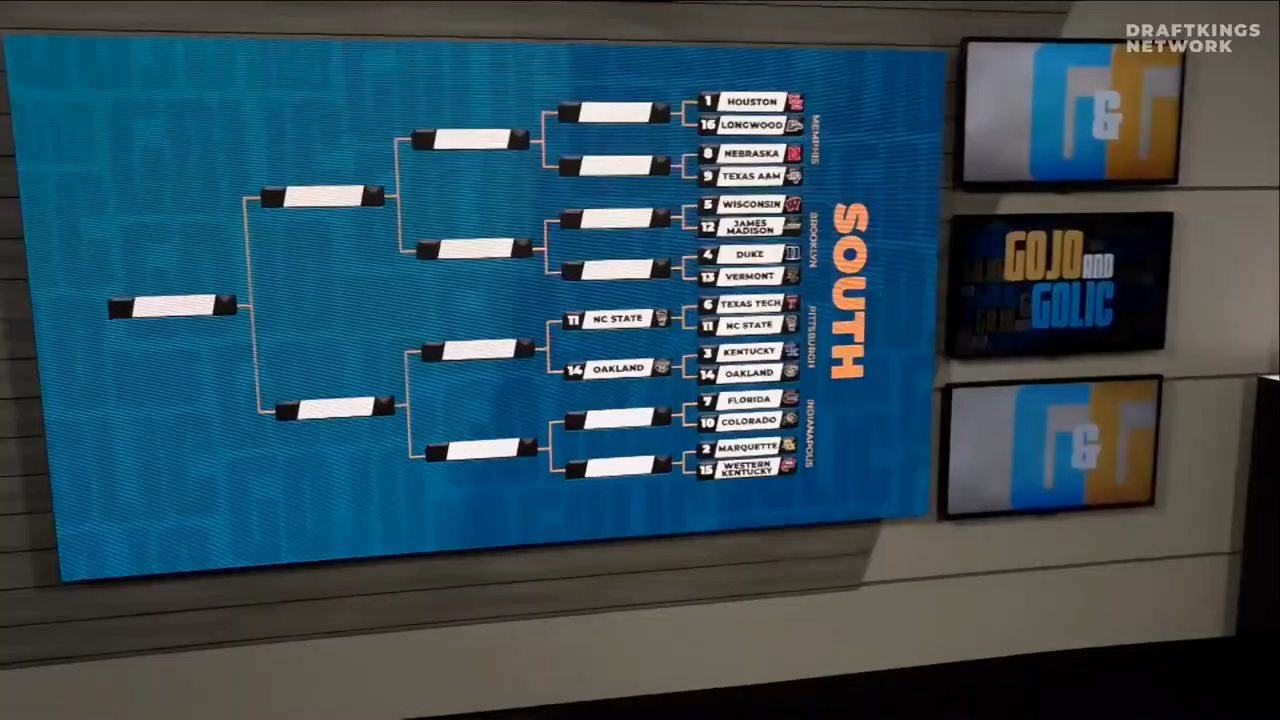 DRAFTKINGS
NETWORK
1 HOUSTON
16 LONGWOOD
MEMPHIS
8 NEBRASKA
9 TEXAS A&M
5 WISCONSIN
12 JAMES
MADISON
BROOKLYN
4 DUKE
13 VERMONT
SOUTH
6 TEXAS TECH
11 NC STATE
11 NC STATE
PITTSBURGH
3 KENTUCKY
14 OAKLAND
14 OAKLAND
7 FLORIDA
10 COLORADO
INDIANAPOLIS
2 MARQUETTE
15 WESTERN
KENTUCKY
G&G
GOJO AND
GOLIC
G&G